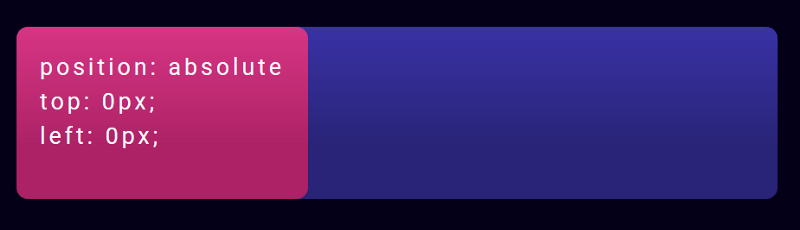 position: absolute
top: 0px;
left: 0px;